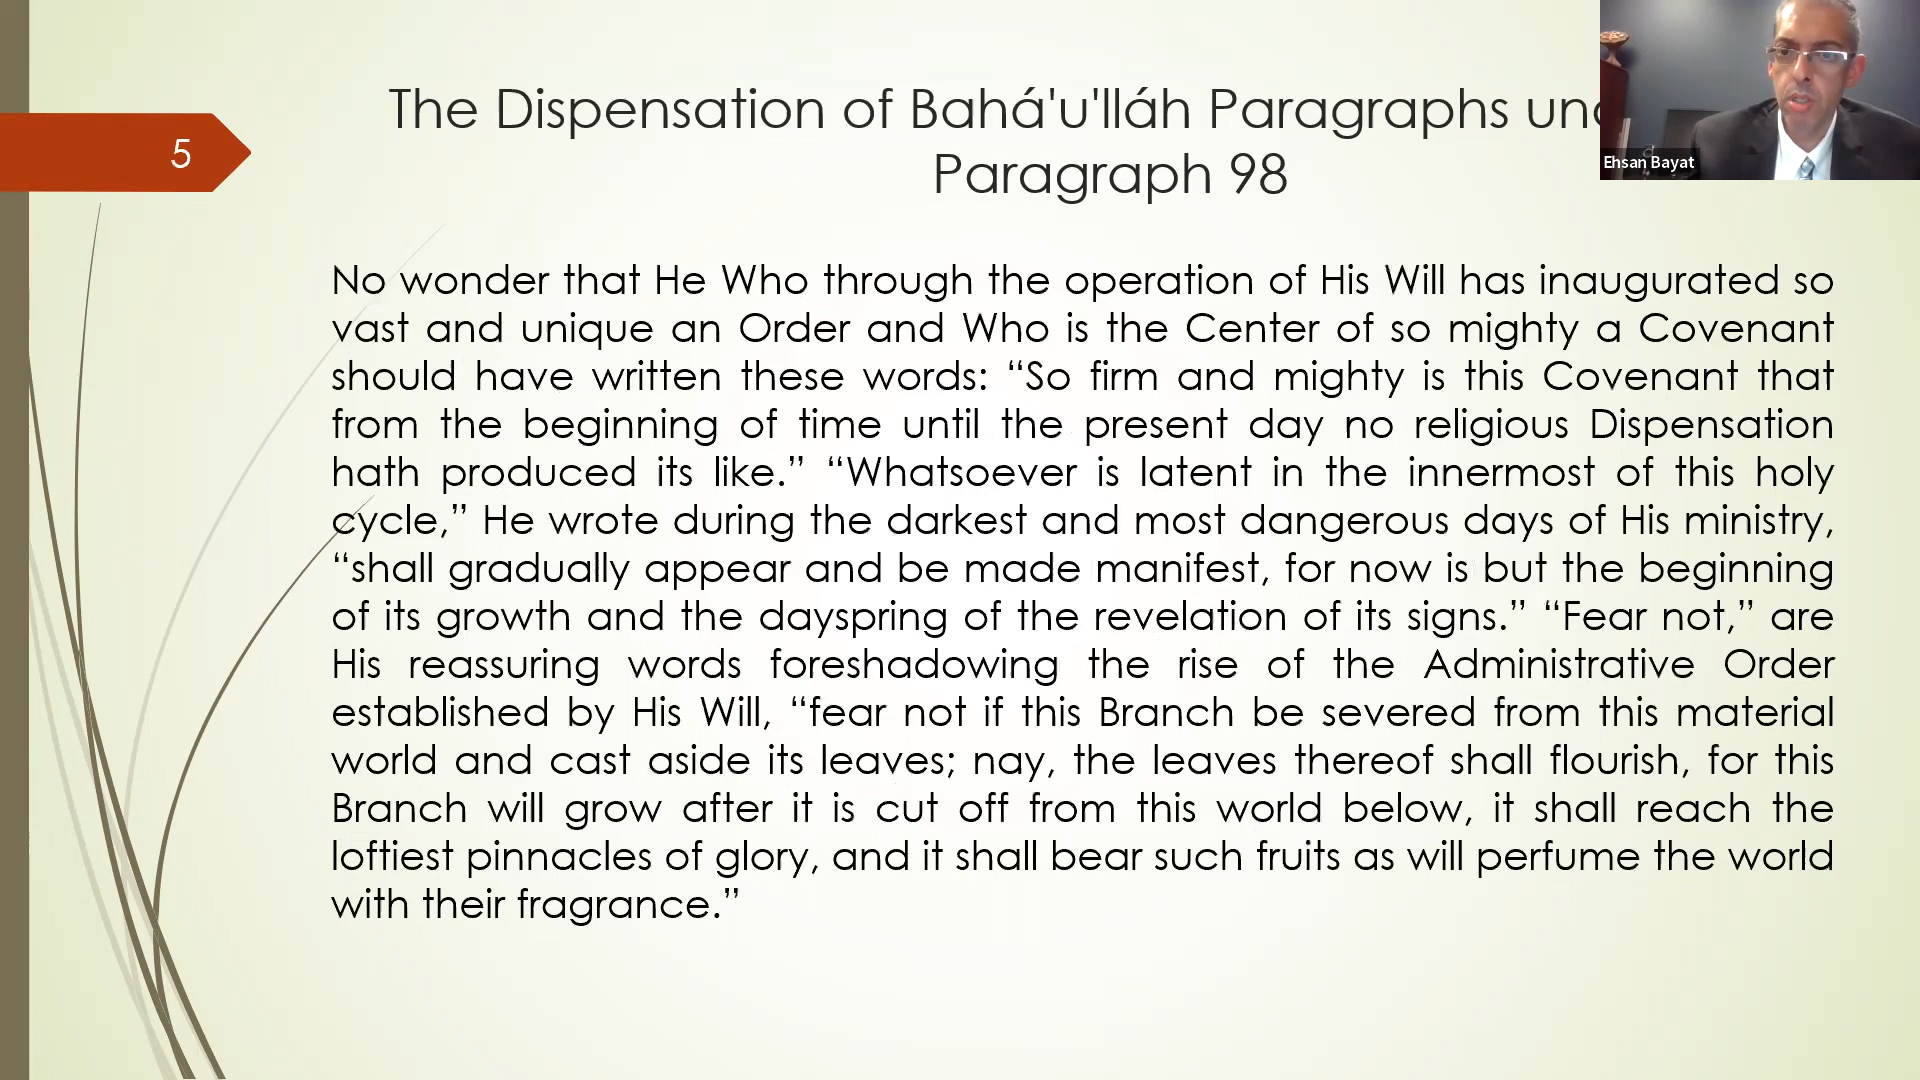 The Dispensation of Bahá'u'lláh Paragraphs
Paragraph 98
5
Ehsan Bayat
No wonder that He Who through the operation of His Will has inaugurated so
vast and unique an Order and Who is the Center of so mighty a Covenant
should have written these words: “So firm and mighty is this Covenant that
from the beginning of time until the present day no religious Dispensation
hath produced its like.” “Whatsoever is latent in the innermost of this holy
cycle,” He wrote during the darkest and most dangerous days of His ministry,
“shall gradually appear and be made manifest, for now is but the beginning
of its growth and the dayspring of the revelation of its signs.” “Fear not,” are
His reassuring words foreshadowing the rise of the Administrative Order
established by His Will, “fear not if this Branch be severed from this material
world and cast aside its leaves; nay, the leaves thereof shall flourish, for this
Branch will grow after it is cut off from this world below, it shall reach the
loftiest pinnacles of glory, and it shall bear such fruits as will perfume the world
with their fragrance.”